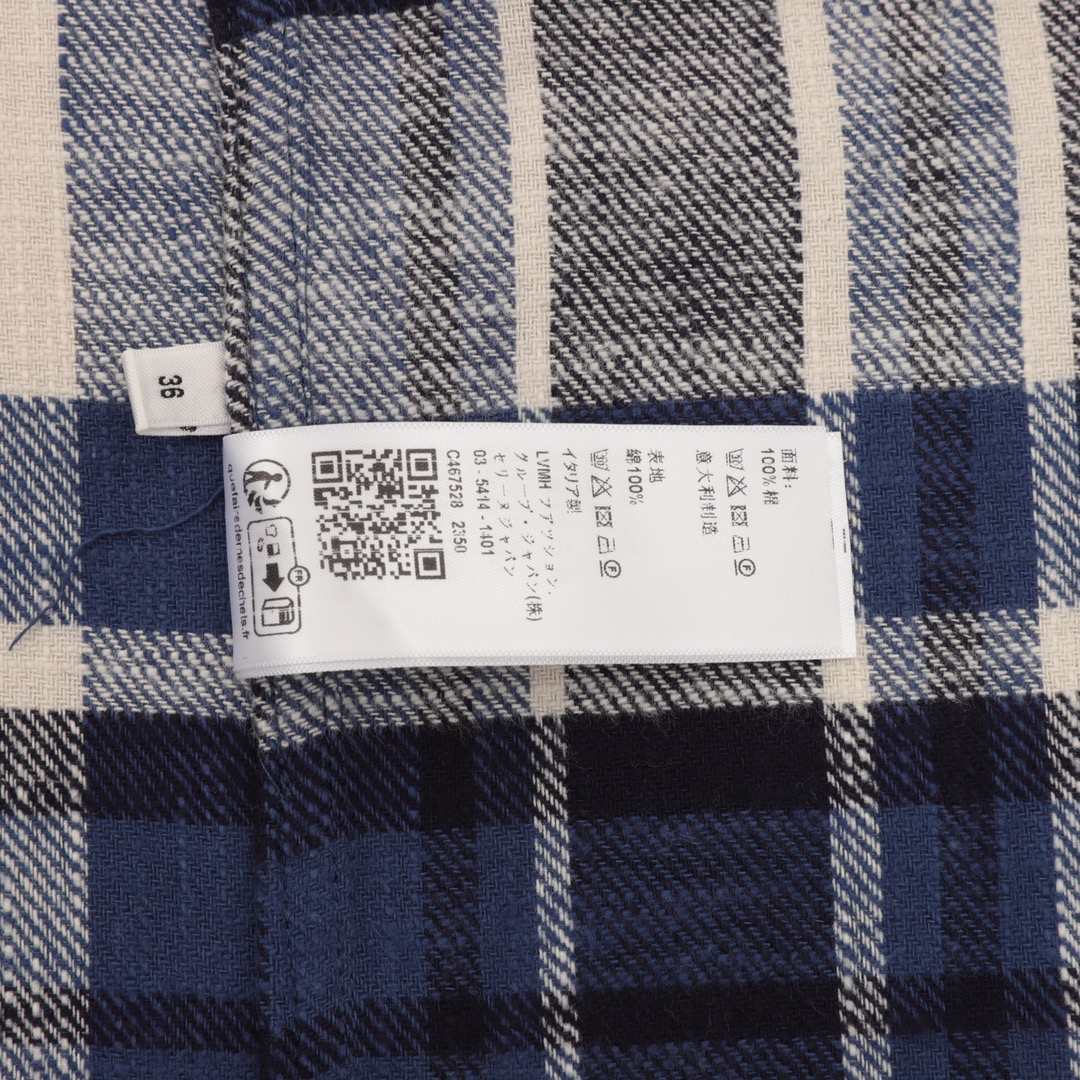 36
面料:
100% 棉
意大利制造
表地
綿100%
イタリア製
LVMH ファッション・
グループ・ジャパン(株)
セリーヌ ジャパン
03 - 5414 - 1401
C467528 2350
FR
quefairedemesdechets.fr